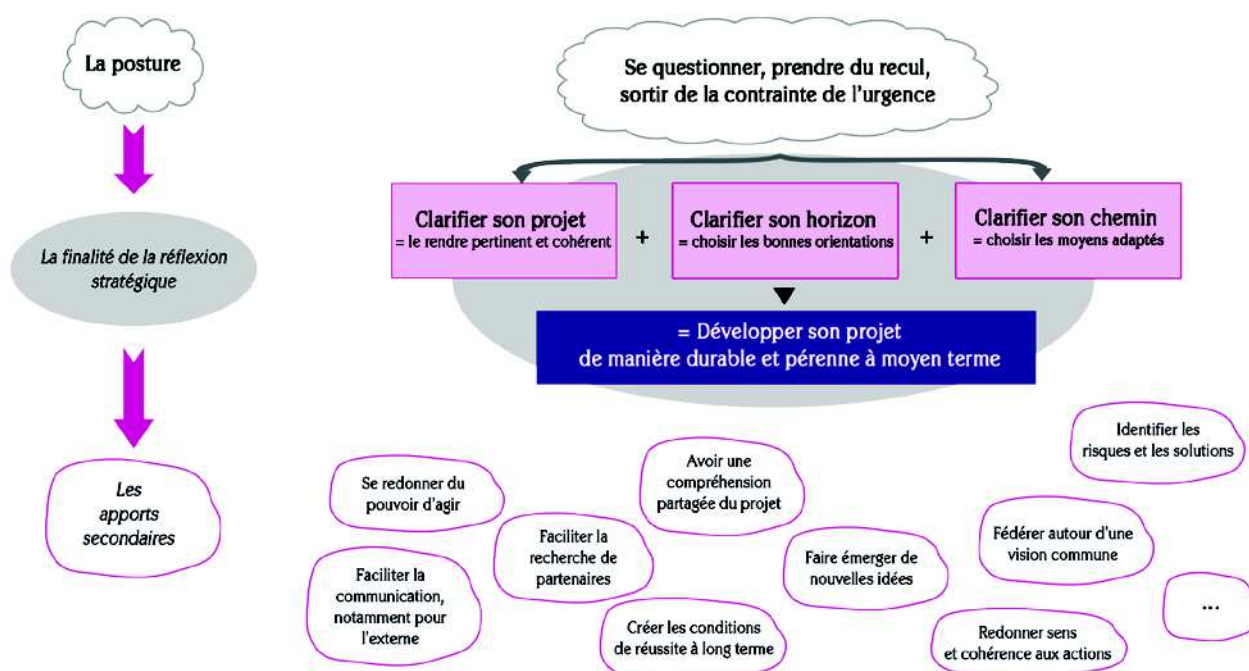 La posture
Se questionner, prendre du recul,
sortir de la contrainte de l'urgence
La finalité de la réflexion
stratégique
Clarifier son projet
= le rendre pertinent et cohérent
+
Clarifier son horizon
= choisir les bonnes orientations
+
Clarifier son chemin
= choisir les moyens adaptés
= Développer son projet
de manière durable et pérenne à moyen terme
Les
apports
secondaires
Se redonner du
pouvoir d'agir
Avoir une
compréhension
partagée du projet
Identifier les
risques et les solutions
Faciliter la
recherche de
partenaires
Faire émerger de
nouvelles idées
Fédérer autour d'une
vision commune
Faciliter la
communication,
notamment pour
l'externe
Créer les conditions
de réussite à long terme
Redonner sens
et cohérence aux actions
...